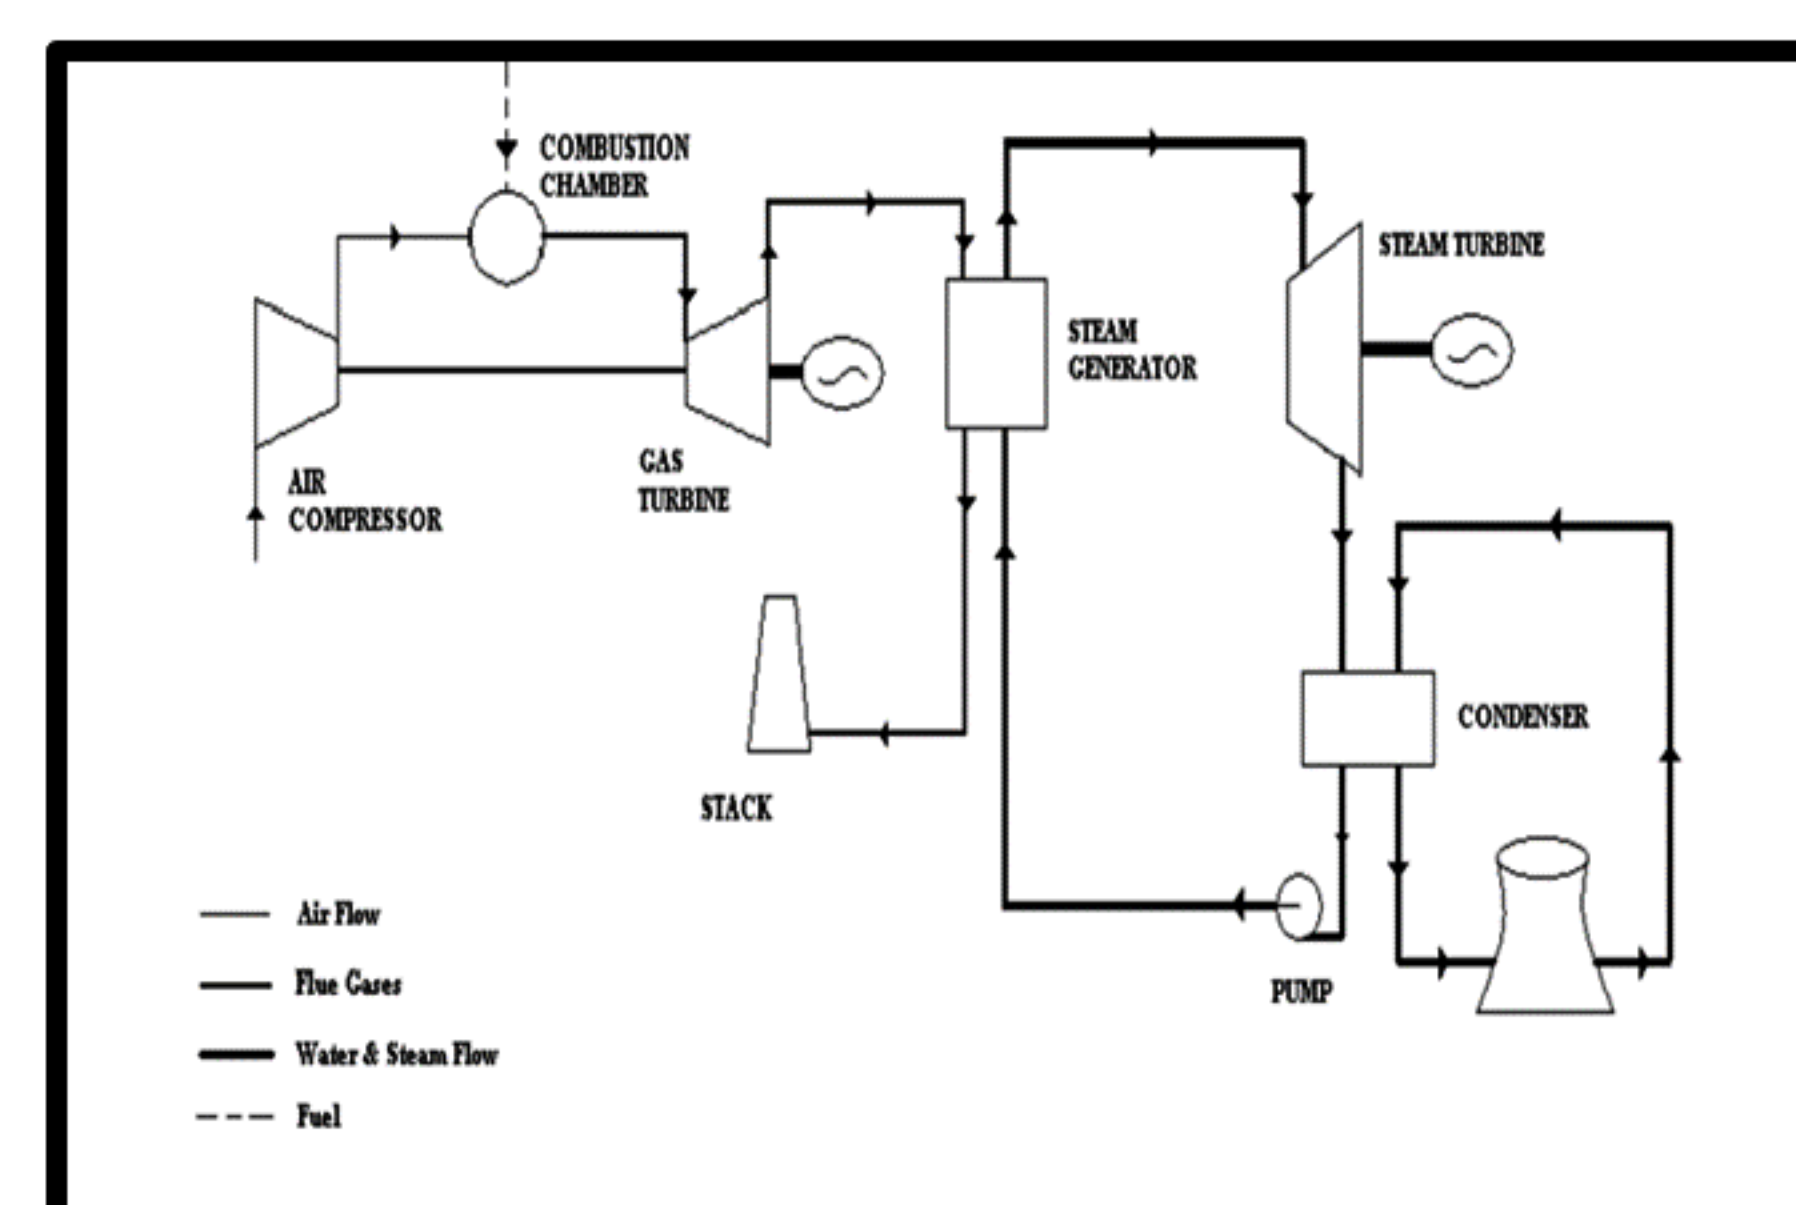 COMBUSTION
CHAMBER
STEAM TURBINE
STEAM
GENERATOR
GAS
TURBINE
AIR
COMPRESSOR
CONDENSER
STACK
PUMP
Air Flow
Flue Gases
Water & Steam Flow
Fuel